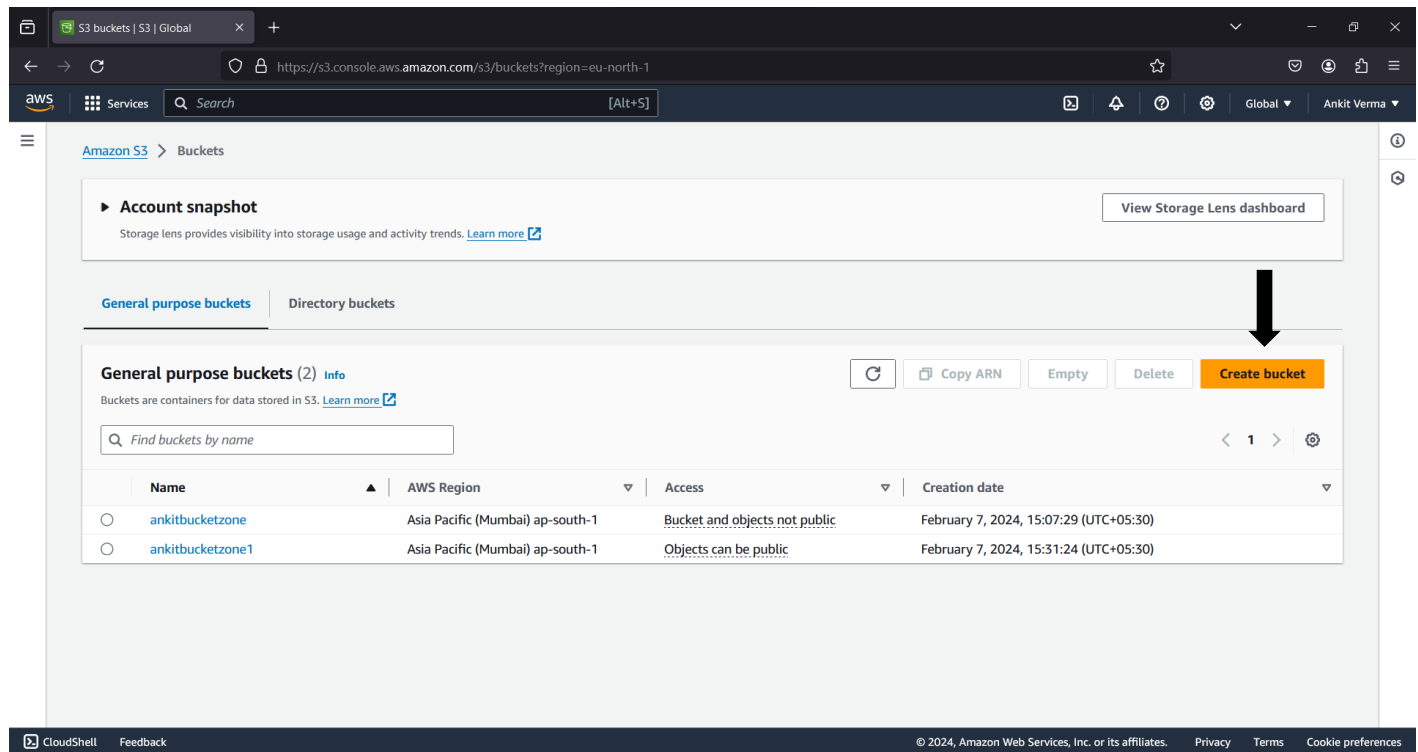 S3 buckets | S3 | Global
https://s3.console.aws.amazon.com/s3/buckets?region=eu-north-1
aws Services Search [Alt+S] Global Ankit Verma
Amazon S3 Buckets
Account snapshot View Storage Lens dashboard
Storage lens provides visibility into storage usage and activity trends. Learn more
General purpose buckets Directory buckets
General purpose buckets (2) Info Copy ARN Empty Delete Create bucket
Buckets are containers for data stored in S3. Learn more
Find buckets by name 1
Name AWS Region Access Creation date
ankitbucketzone Asia Pacific (Mumbai) ap-south-1 Bucket and objects not public February 7, 2024, 15:07:29 (UTC+05:30)
ankitbucketzone1 Asia Pacific (Mumbai) ap-south-1 Objects can be public February 7, 2024, 15:31:24 (UTC+05:30)
CloudShell Feedback © 2024, Amazon Web Services, Inc. or its affiliates. Privacy Terms Cookie preferences